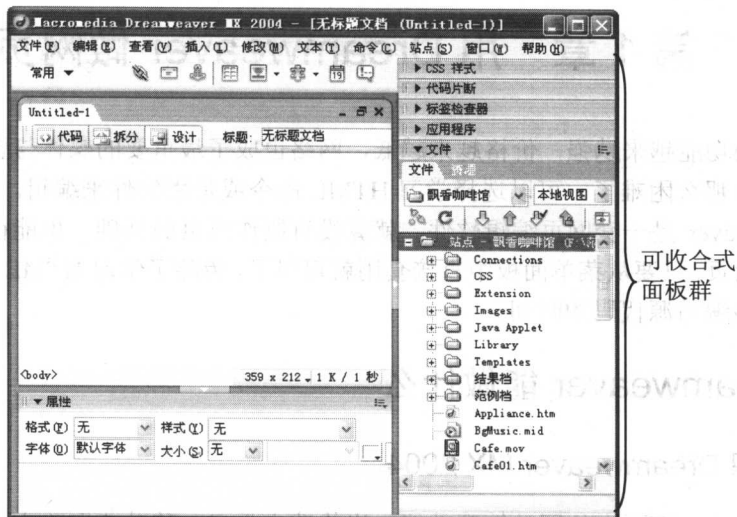 Macromedia Dreamweaver MX 2004 - [无标题文档 (Untitled-1)]
文件(F) 编辑(E) 查看(V) 插入(I) 修改(M) 文本(T) 命令(C) 站点(S) 窗口(W) 帮助(H)
常用
CSS 样式
代码片断
标签检查器
应用程序
文件
Untitled-1
代码 拆分 设计 标题: 无标题文档
文件 资源
飘香咖啡馆 本地视图
站点 - 飘香咖啡馆
Connections
CSS
Extension
Images
Java Applet
Library
Templates
结果档
范例档
Appliance.htm
BgMusic.mid
Cafe.mov
Cafe01.htm
<body> 359 x 212 1 K / 1 秒
属性
格式(F) 无 样式(Y) 无
字体(O) 默认字体 大小(S) 无
可收合式
面板群